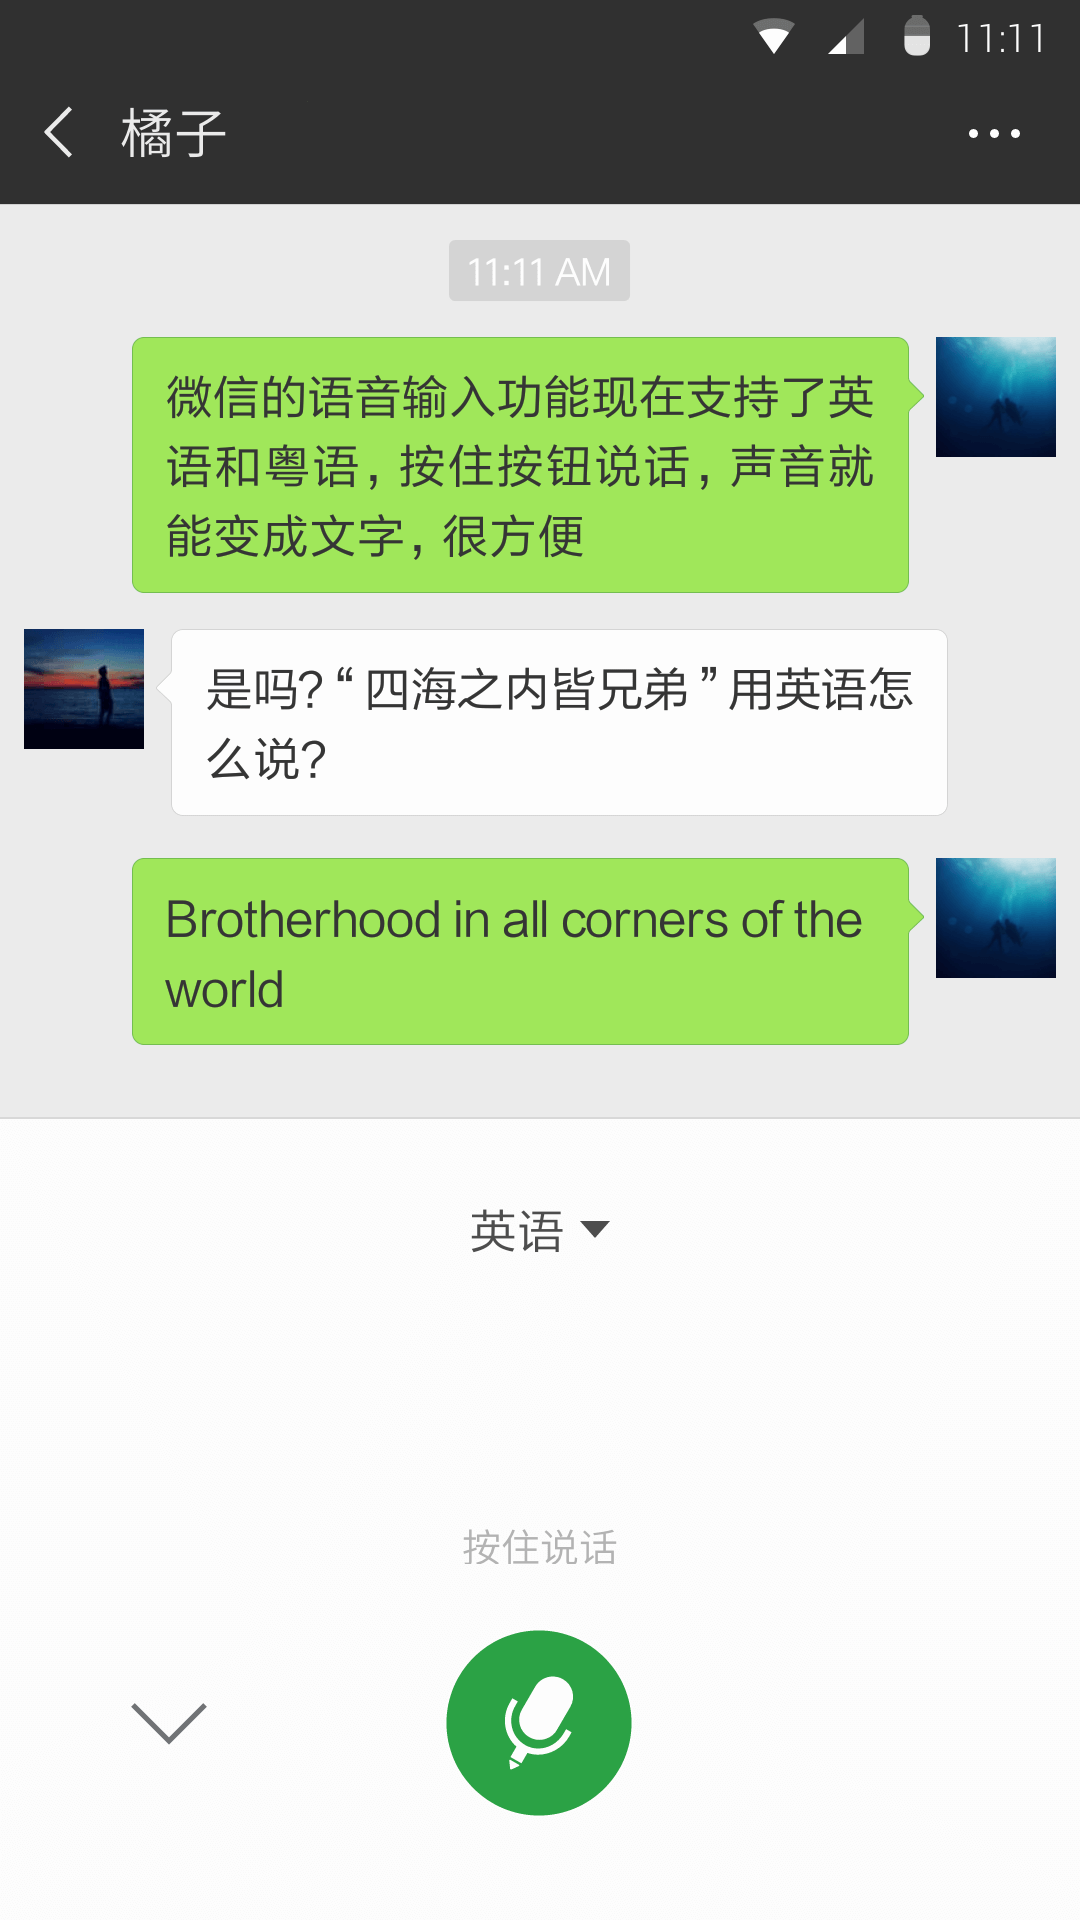 11:11
橘子
11:11 AM
微信的语音输入功能现在支持了英
语和粤语，按住按钮说话，声音就
能变成文字，很方便
是吗?“四海之内皆兄弟”用英语怎
么说?
Brotherhood in all corners of the
world
英语
按住说话